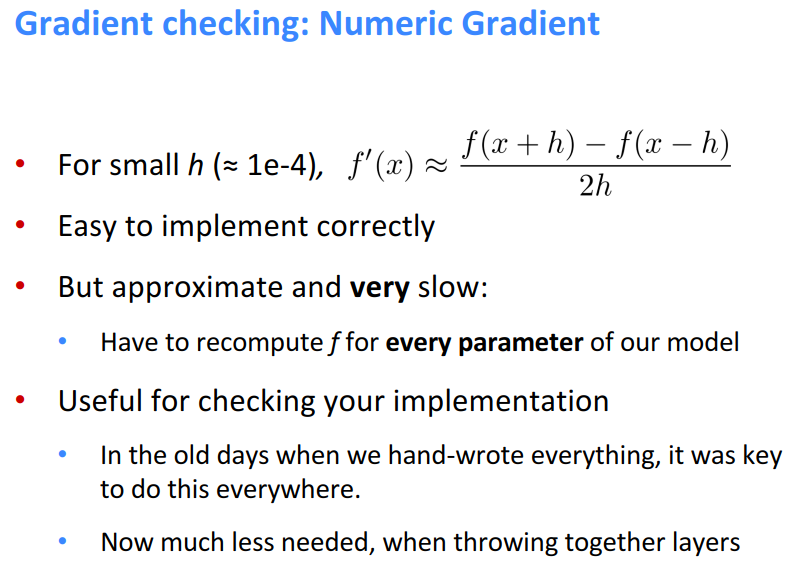 Gradient checking: Numeric Gradient
• For small h (≈ 1e-4), f′(x) ≈ \frac{f(x + h) − f(x − h)}{2h}
• Easy to implement correctly
• But approximate and very slow:
• Have to recompute f for every parameter of our model
• Useful for checking your implementation
• In the old days when we hand-wrote everything, it was key
to do this everywhere.
• Now much less needed, when throwing together layers